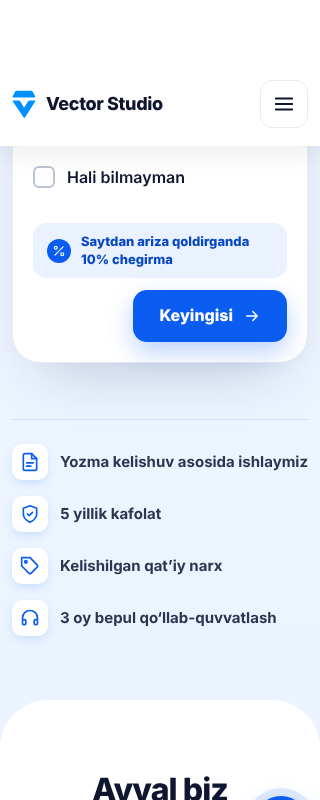 Vector Studio
Hali bilmayman
Saytdan ariza qoldirganda
10% chegirma
Keyingisi
Yozma kelishuv asosida ishlaymiz
5 yillik kafolat
Kelishilgan qat’iy narx
3 oy bepul qo‘llab-quvvatlash
Avval biz